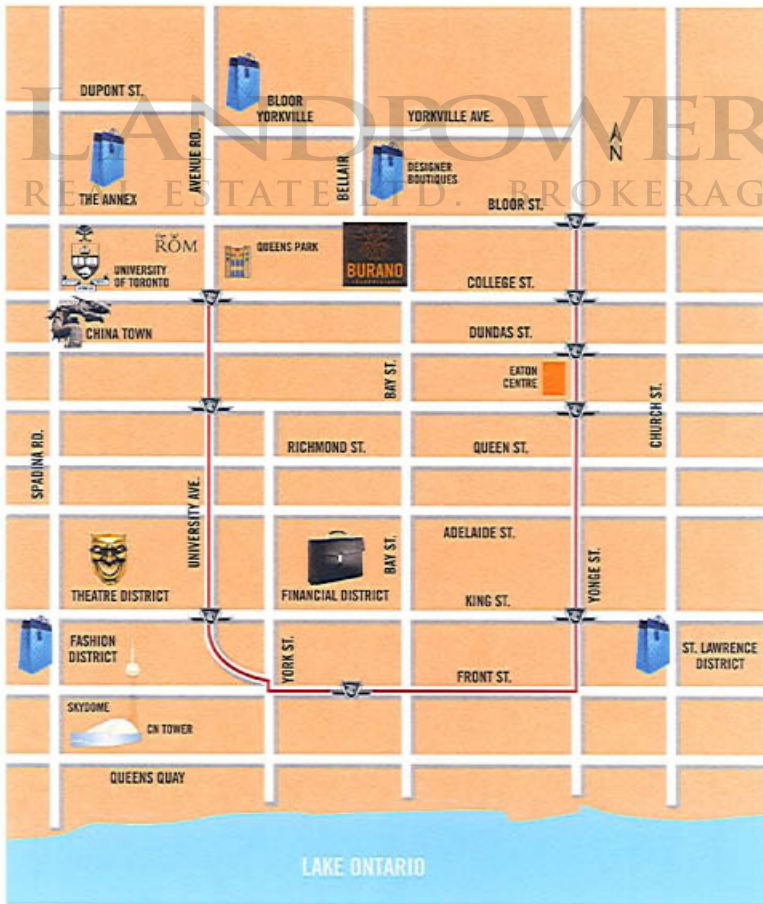 DUPONT ST.
BLOOR
YORKVILLE
YORKVILLE AVE.
LANDPOWER
REAL ESTATE LTD. BROKERAG
AVENUE RD.
BELLAIR
N
THE ANNEX
DESIGNER
BOUTIQUES
BLOOR ST.
ROM
UNIVERSITY
OF TORONTO
QUEENS PARK
BURANO
COLLEGE ST.
CHINA TOWN
DUNDAS ST.
BAY ST.
EATON
CENTRE
CHURCH ST.
SPADINA RD.
RICHMOND ST.
QUEEN ST.
UNIVERSITY AVE.
BAY ST.
ADELAIDE ST.
YONGE ST.
THEATRE DISTRICT
FINANCIAL DISTRICT
KING ST.
FASHION
DISTRICT
YORK ST.
ST. LAWRENCE
DISTRICT
FRONT ST.
SKYDOME
CN TOWER
QUEENS QUAY
LAKE ONTARIO